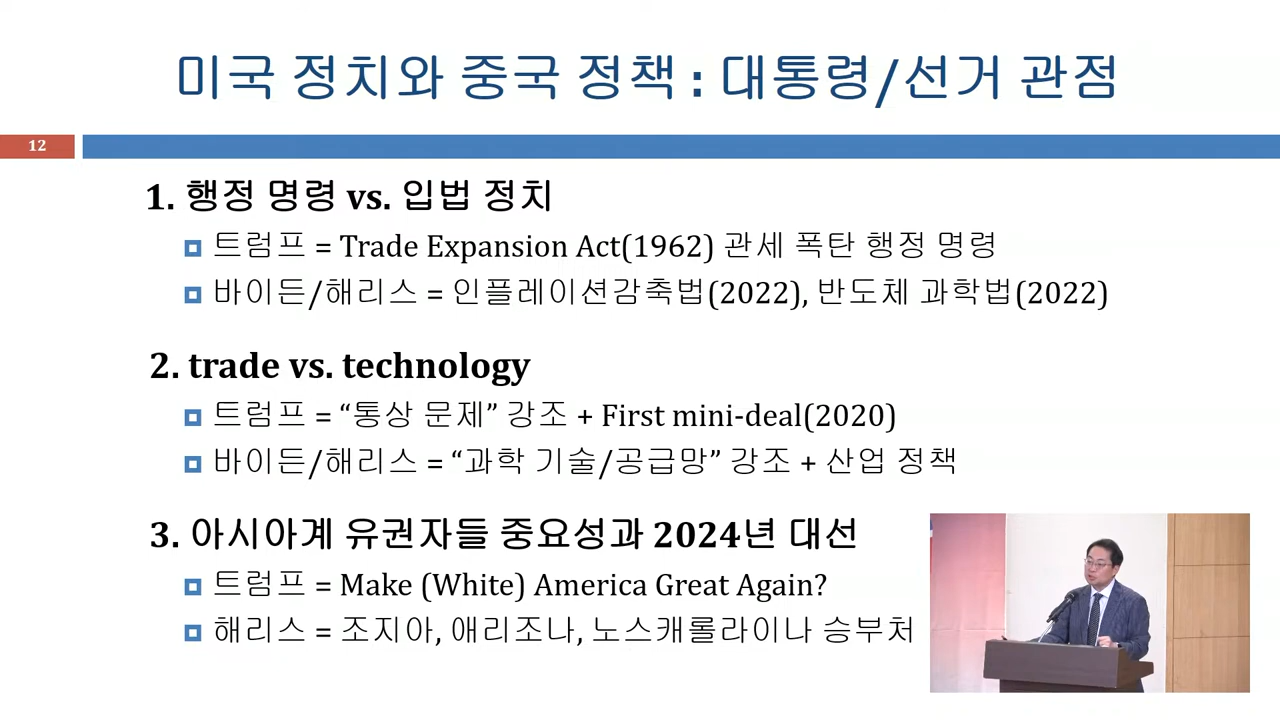 미국 정치와 중국 정책 : 대통령/선거 관점
12
1. 행정 명령 vs. 입법 정치
트럼프 = Trade Expansion Act(1962) 관세 폭탄 행정 명령
바이든/해리스 = 인플레이션감축법(2022), 반도체 과학법(2022)
2. trade vs. technology
트럼프 = “통상 문제” 강조 + First mini-deal(2020)
바이든/해리스 = “과학 기술/공급망” 강조 + 산업 정책
3. 아시아계 유권자들 중요성과 2024년 대선
트럼프 = Make (White) America Great Again?
해리스 = 조지아, 애리조나, 노스캐롤라이나 승부처